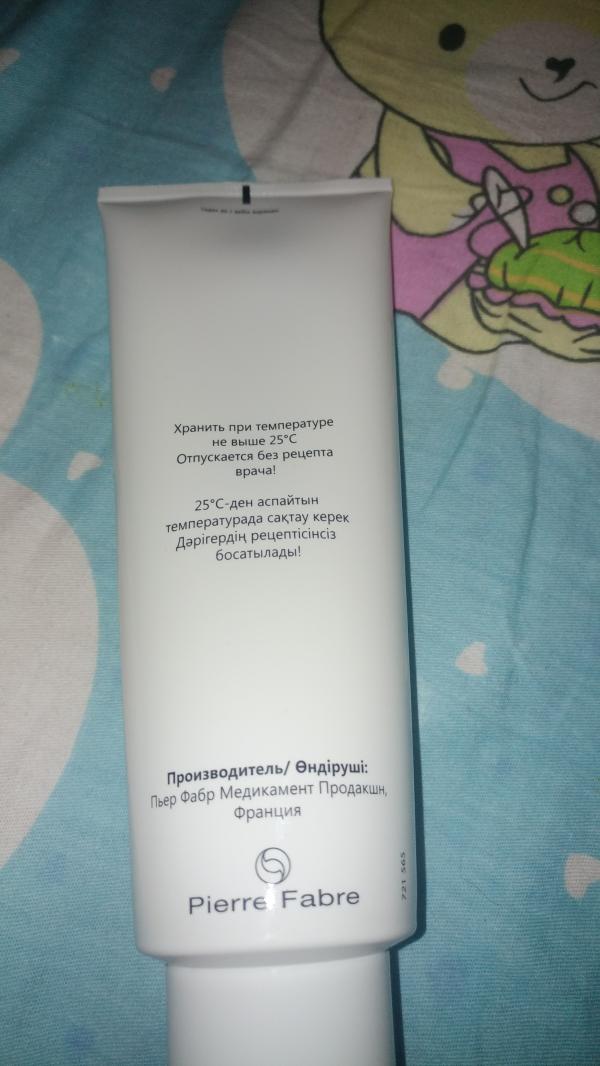 Хранить при температуре
не выше 25°C
Отпускается без рецепта
врача!
25°C-ден аспайтын
температурада сақтау керек
Дәрігердің рецептісінсіз
босатылады!
Производитель/ Өндіруші:
Пьер Фабр Медикамент Продакшн,
Франция
Pierre Fabre
721 565